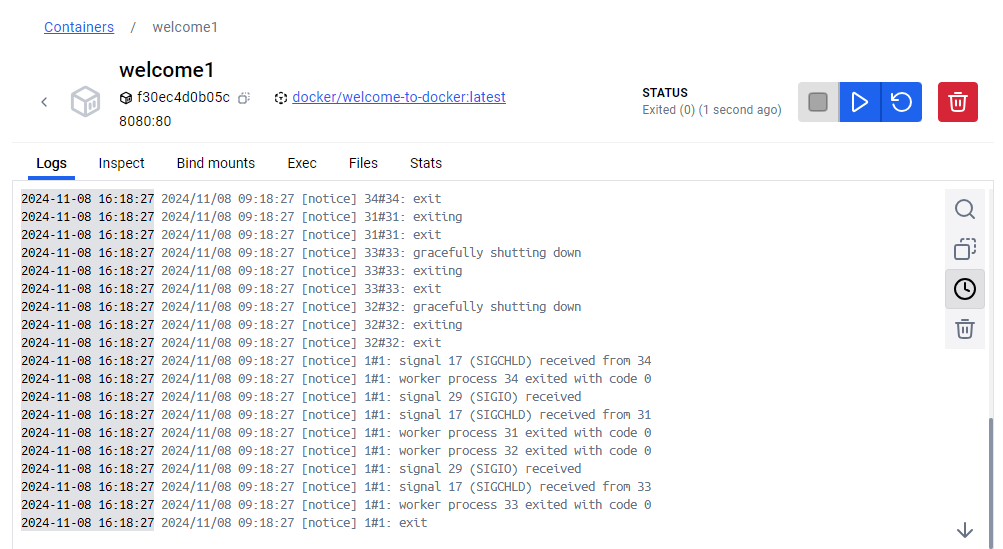 Containers / welcome1
welcome1
f30ec4d0b05c docker/welcome-to-docker:latest
8080:80
STATUS
Exited (0) (1 second ago)
Logs Inspect Bind mounts Exec Files Stats
2024-11-08 16:18:27 2024/11/08 09:18:27 [notice] 34#34: exit
2024-11-08 16:18:27 2024/11/08 09:18:27 [notice] 31#31: exiting
2024-11-08 16:18:27 2024/11/08 09:18:27 [notice] 31#31: exit
2024-11-08 16:18:27 2024/11/08 09:18:27 [notice] 33#33: gracefully shutting down
2024-11-08 16:18:27 2024/11/08 09:18:27 [notice] 33#33: exiting
2024-11-08 16:18:27 2024/11/08 09:18:27 [notice] 33#33: exit
2024-11-08 16:18:27 2024/11/08 09:18:27 [notice] 32#32: gracefully shutting down
2024-11-08 16:18:27 2024/11/08 09:18:27 [notice] 32#32: exiting
2024-11-08 16:18:27 2024/11/08 09:18:27 [notice] 32#32: exit
2024-11-08 16:18:27 2024/11/08 09:18:27 [notice] 1#1: signal 17 (SIGCHLD) received from 34
2024-11-08 16:18:27 2024/11/08 09:18:27 [notice] 1#1: worker process 34 exited with code 0
2024-11-08 16:18:27 2024/11/08 09:18:27 [notice] 1#1: signal 29 (SIGIO) received
2024-11-08 16:18:27 2024/11/08 09:18:27 [notice] 1#1: signal 17 (SIGCHLD) received from 31
2024-11-08 16:18:27 2024/11/08 09:18:27 [notice] 1#1: worker process 31 exited with code 0
2024-11-08 16:18:27 2024/11/08 09:18:27 [notice] 1#1: worker process 32 exited with code 0
2024-11-08 16:18:27 2024/11/08 09:18:27 [notice] 1#1: signal 29 (SIGIO) received
2024-11-08 16:18:27 2024/11/08 09:18:27 [notice] 1#1: signal 17 (SIGCHLD) received from 33
2024-11-08 16:18:27 2024/11/08 09:18:27 [notice] 1#1: worker process 33 exited with code 0
2024-11-08 16:18:27 2024/11/08 09:18:27 [notice] 1#1: exit